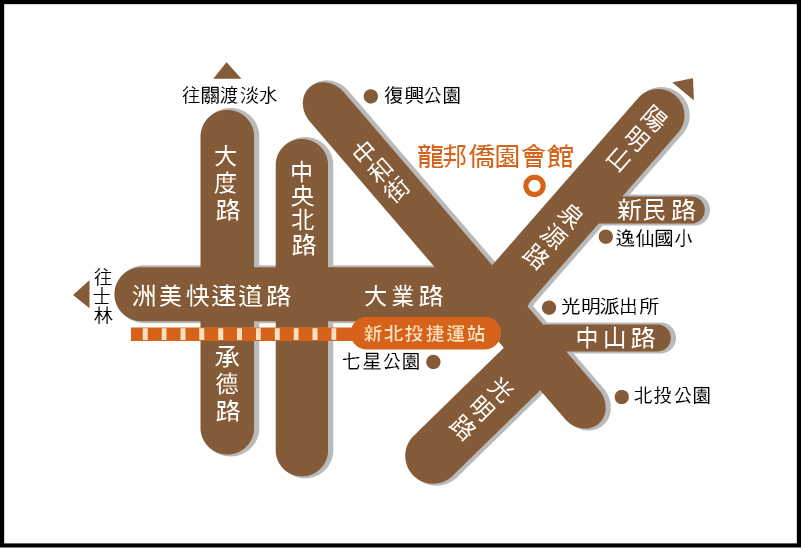 往關渡淡水
復興公園
大度路
中央北路
中和街
龍邦僑園會館
陽明山
泉源路
新民路
逸仙國小
往士林
洲美快速道路
大業路
光明派出所
新北投捷運站
中山路
承德路
七星公園
光明路
北投公園